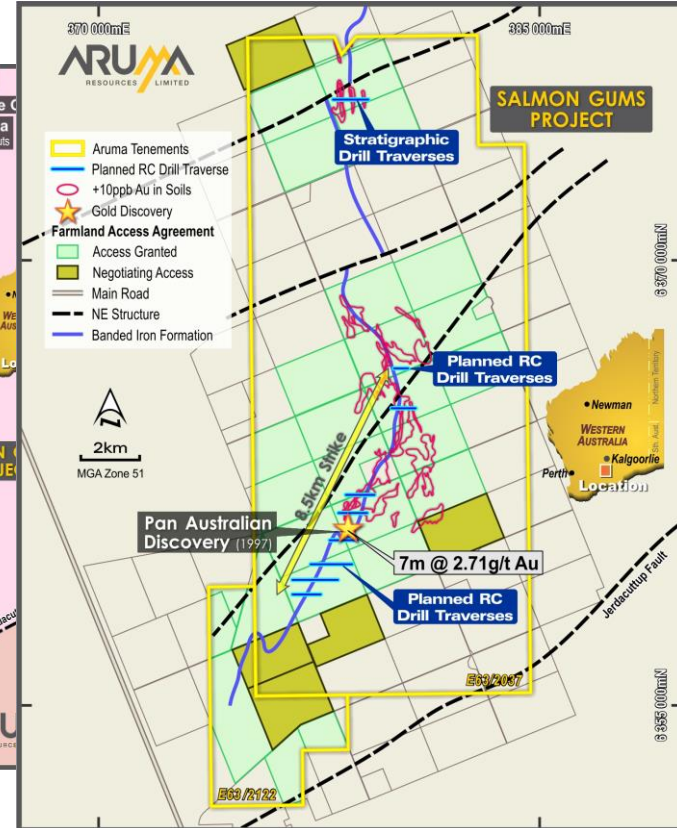 370 000mE
385 000mE
ARUMA
RESOURCES LIMITED
SALMON GUMS
PROJECT
Aruma Tenements
Planned RC Drill Traverse
+10ppb Au in Soils
Gold Discovery
Farmland Access Agreement
Access Granted
Negotiating Access
Main Road
NE Structure
Banded Iron Formation
Stratigraphic
Drill Traverses
6 370 000mN
2km
MGA Zone 51
Planned RC
Drill Traverses
8.5km Strike
Newman
WESTERN
AUSTRALIA
Kalgoorlie
Perth
Location
Northern Territory
Sth. Aust.
Pan Australian
Discovery (1997)
7m @ 2.71g/t Au
Planned RC
Drill Traverses
Jerdacuttup Fault
E63/2037
6 355 000mN
E63/2122